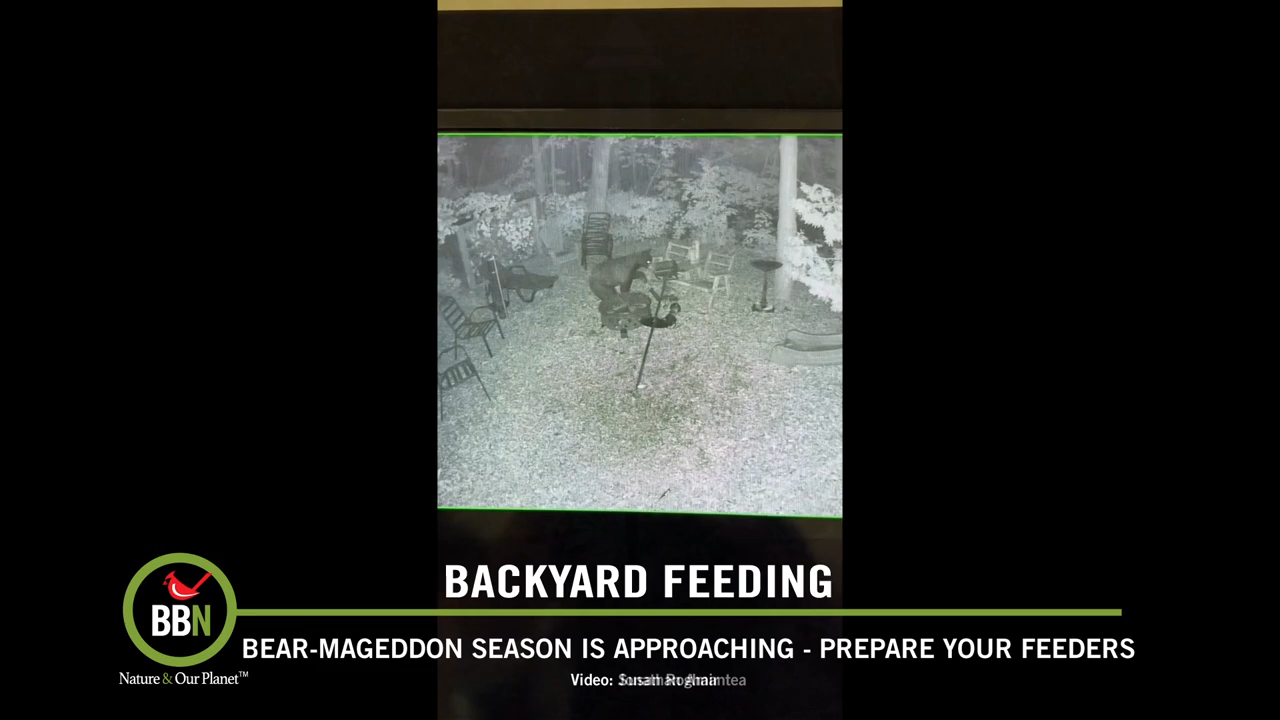 BACKYARD FEEDING
BBN
BEAR-MAGEDDON SEASON IS APPROACHING - PREPARE YOUR FEEDERS
Nature & Our Planet™
Video: